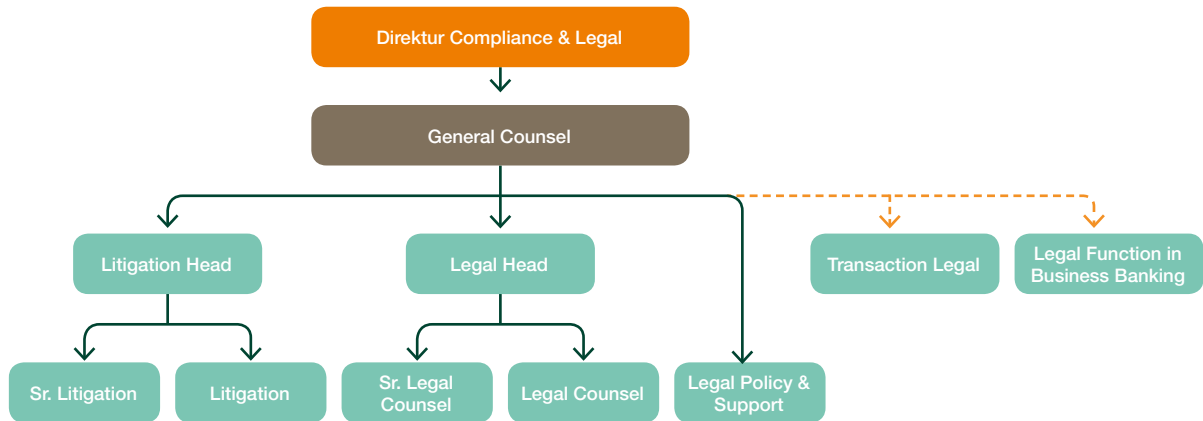 Direktur Compliance & Legal
General Counsel
Litigation Head
Legal Head
Transaction Legal
Legal Function in
Business Banking
Sr. Litigation
Litigation
Sr. Legal
Counsel
Legal Counsel
Legal Policy &
Support